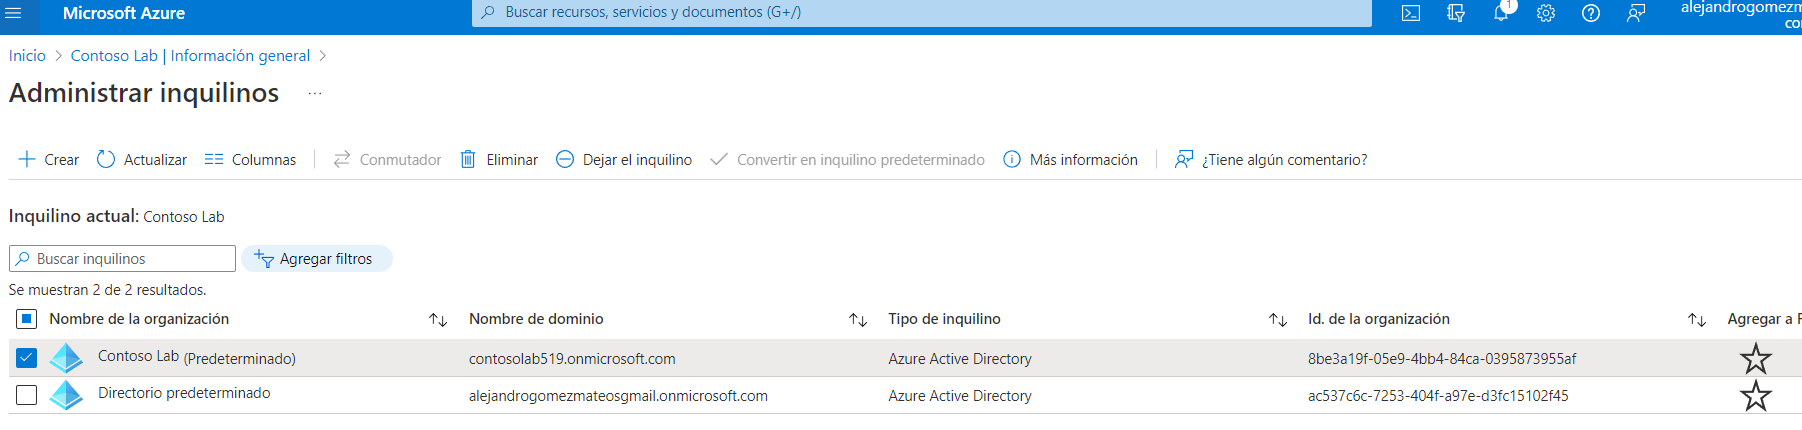 Microsoft Azure
Buscar recursos, servicios y documentos (G+/)
1
alejandrogomezm
Inicio > Contoso Lab | Información general >
Administrar inquilinos ...
Crear Actualizar Columnas Conmutador Eliminar Dejar el inquilino Convertir en inquilino predeterminado Más información ¿Tiene algún comentario?
Inquilino actual: Contoso Lab
Buscar inquilinos Agregar filtros
Se muestran 2 de 2 resultados.
Nombre de la organización Nombre de dominio Tipo de inquilino Id. de la organización Agregar a
Contoso Lab (Predeterminado) contosolab519.onmicrosoft.com Azure Active Directory 8be3a19f-05e9-4bb4-84ca-0395873955af
Directorio predeterminado alejandrogomezmateosgmail.onmicrosoft.com Azure Active Directory ac537c6c-7253-404f-a97e-d3fc15102f45